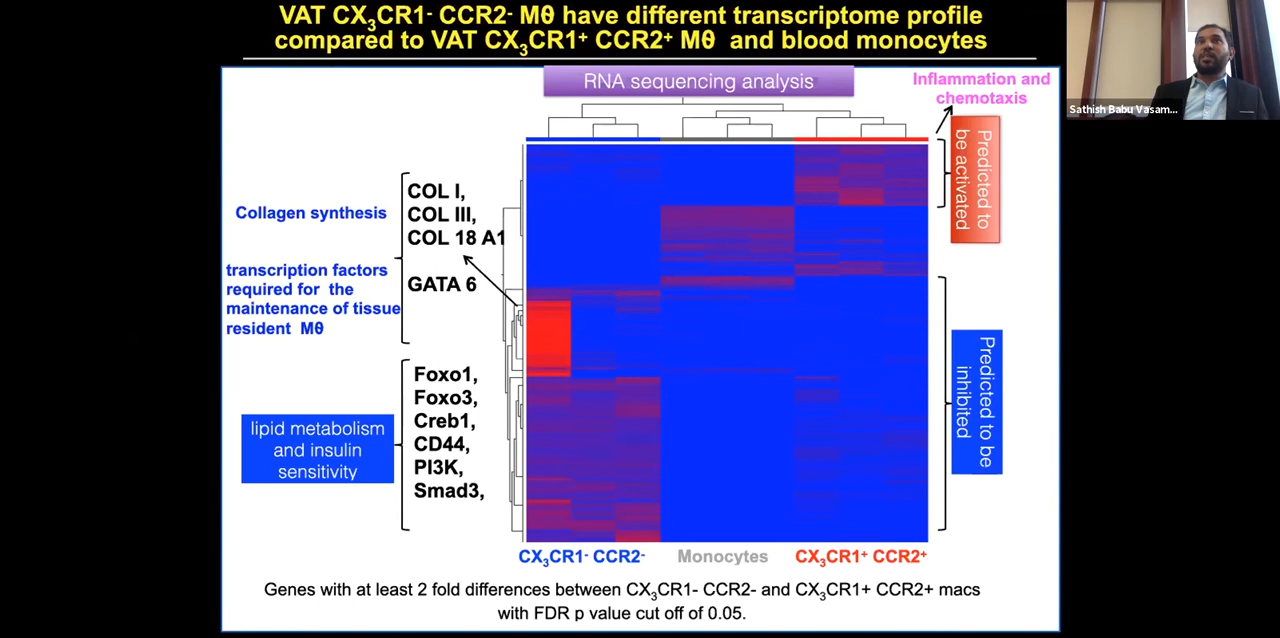 VAT CX₃CR1⁻ CCR2⁻ Mθ have different transcriptome profile
compared to VAT CX₃CR1⁺ CCR2⁺ Mθ and blood monocytes
RNA sequencing analysis
Inflammation and
chemotaxis
Sathish Babu Vasam...
Predicted to
be activated
COL I,
COL III,
COL 18 A1
Collagen synthesis
transcription factors
required for the
maintenance of tissue
resident Mθ
GATA 6
Foxo1,
Foxo3,
Creb1,
CD44,
PI3K,
Smad3,
lipid metabolism
and insulin
sensitivity
Predicted to be
inhibited
CX₃CR1⁻ CCR2⁻
Monocytes
CX₃CR1⁺ CCR2⁺
Genes with at least 2 fold differences between CX₃CR1- CCR2- and CX₃CR1+ CCR2+ macs
with FDR p value cut off of 0.05.